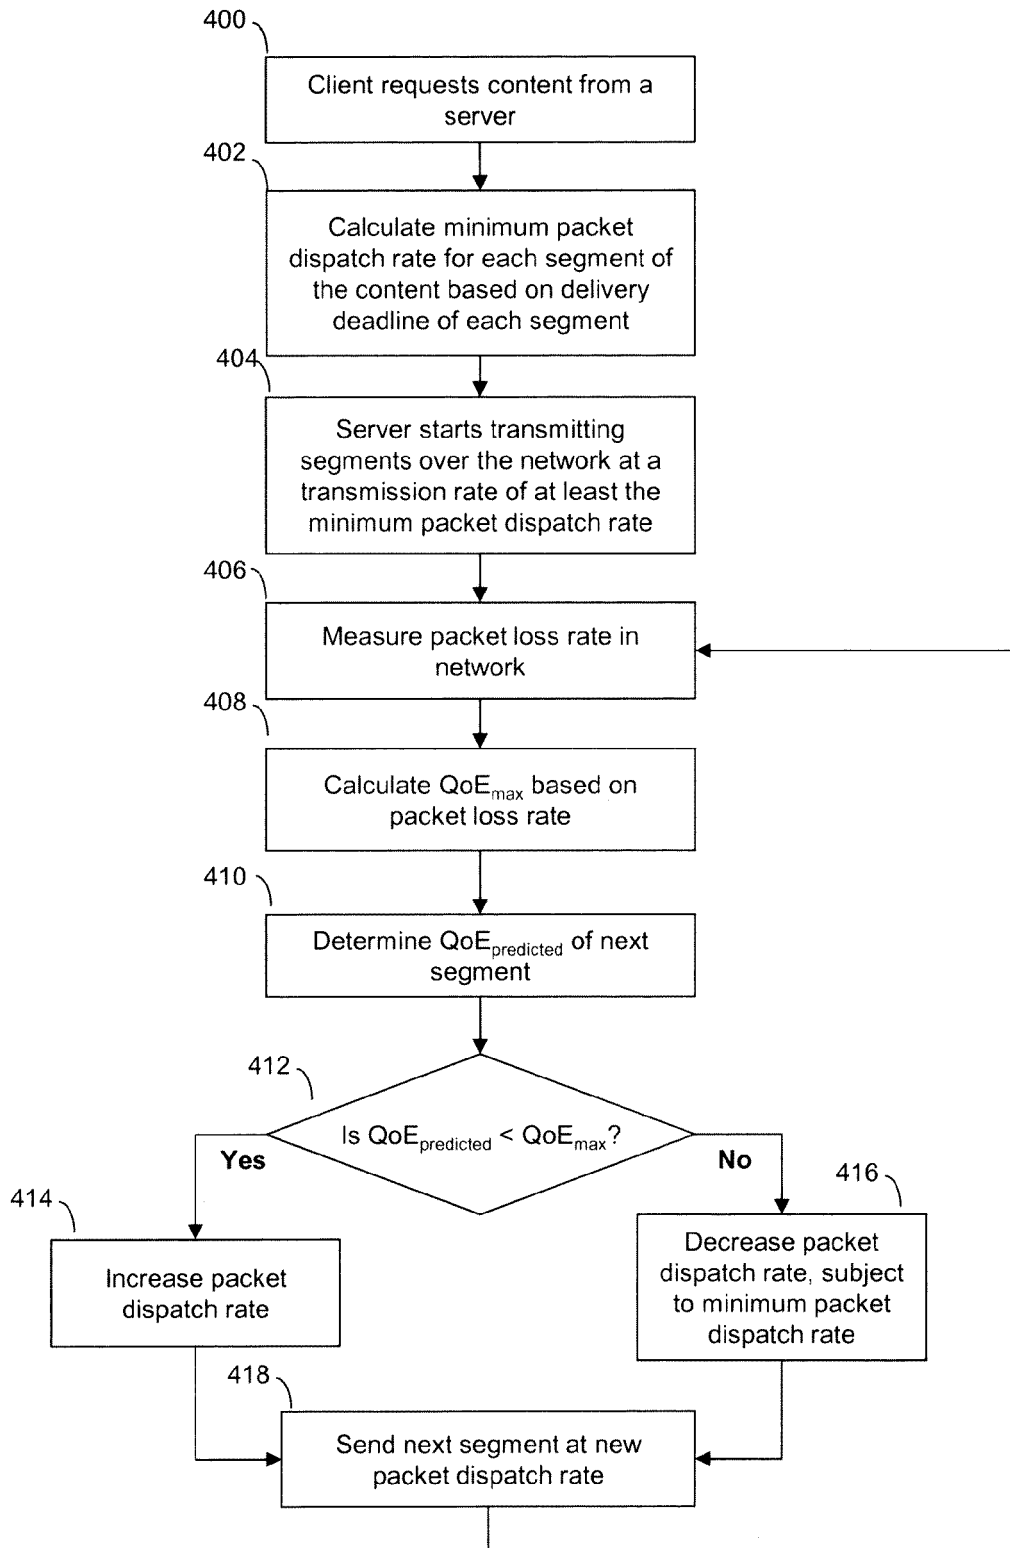 400
Client requests content from a
server
402
Calculate minimum packet
dispatch rate for each segment of
the content based on delivery
deadline of each segment
404
Server starts transmitting
segments over the network at a
transmission rate of at least the
minimum packet dispatch rate
406
Measure packet loss rate in
network
408
Calculate QoEmax based on
packet loss rate
410
Determine QoEpredicted of next
segment
412
Is QoEpredicted < QoEmax?
Yes
No
414
416
Increase packet
dispatch rate
Decrease packet
dispatch rate, subject
to minimum packet
dispatch rate
418
Send next segment at new
packet dispatch rate